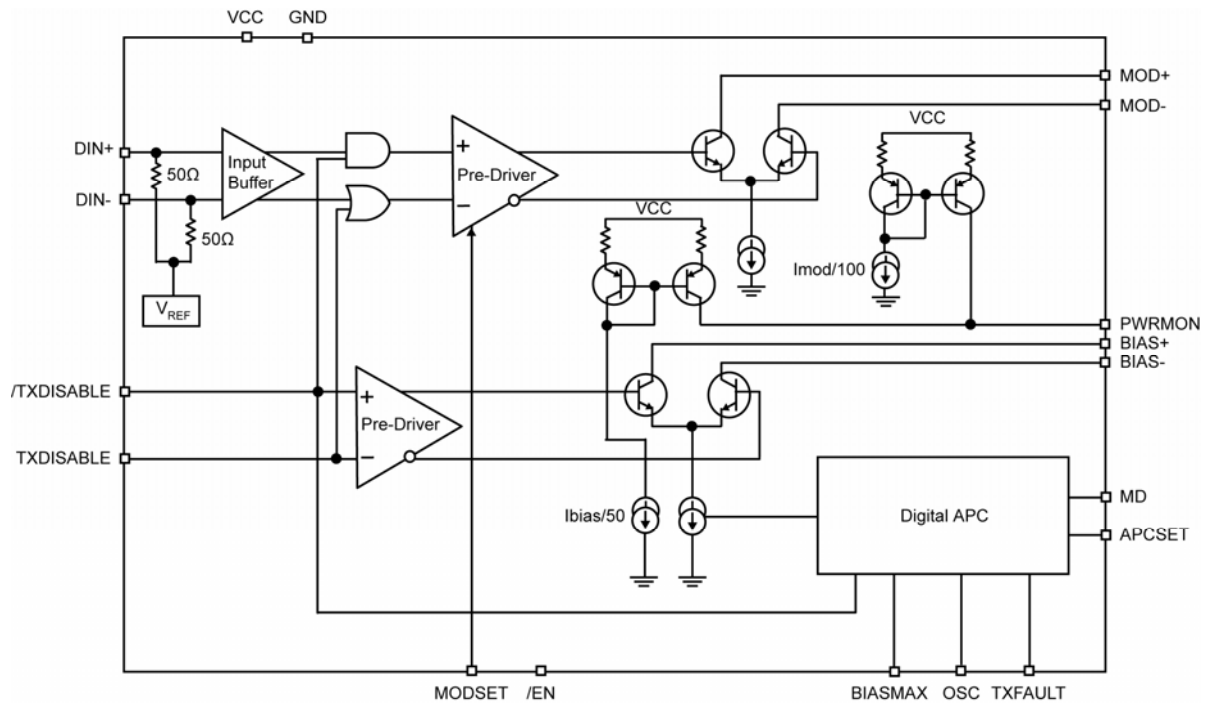 VCC GND
MOD+
MOD-
VCC
DIN+
50Ω
Input
Buffer
+
Pre-Driver
−
DIN-
50Ω
VCC
Imod/100
VREF
PWRMON
BIAS+
BIAS-
/TXDISABLE
+
Pre-Driver
−
TXDISABLE
Ibias/50
Digital APC
MD
APCSET
MODSET /EN BIASMAX OSC TXFAULT